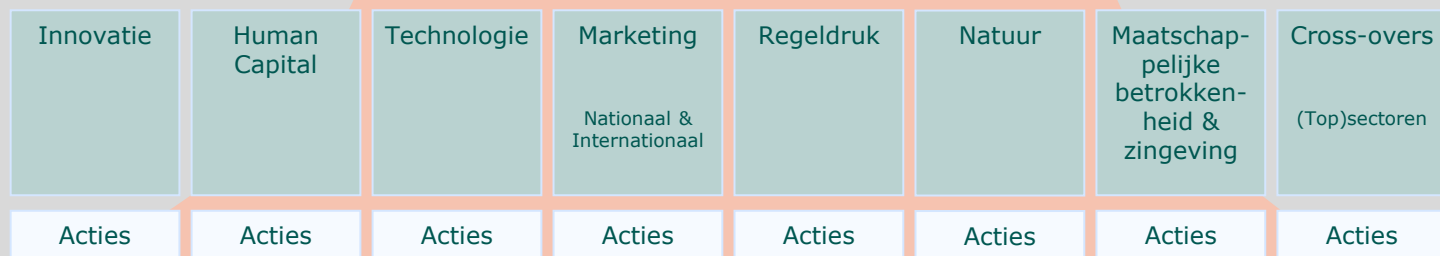 Innovatie
Human
Capital
Technologie
Marketing
Nationaal &
Internationaal
Regeldruk
Natuur
Maatschap-
pelijke
betrokken-
heid &
zingeving
Cross-overs
(Top)sectoren
Acties
Acties
Acties
Acties
Acties
Acties
Acties
Acties